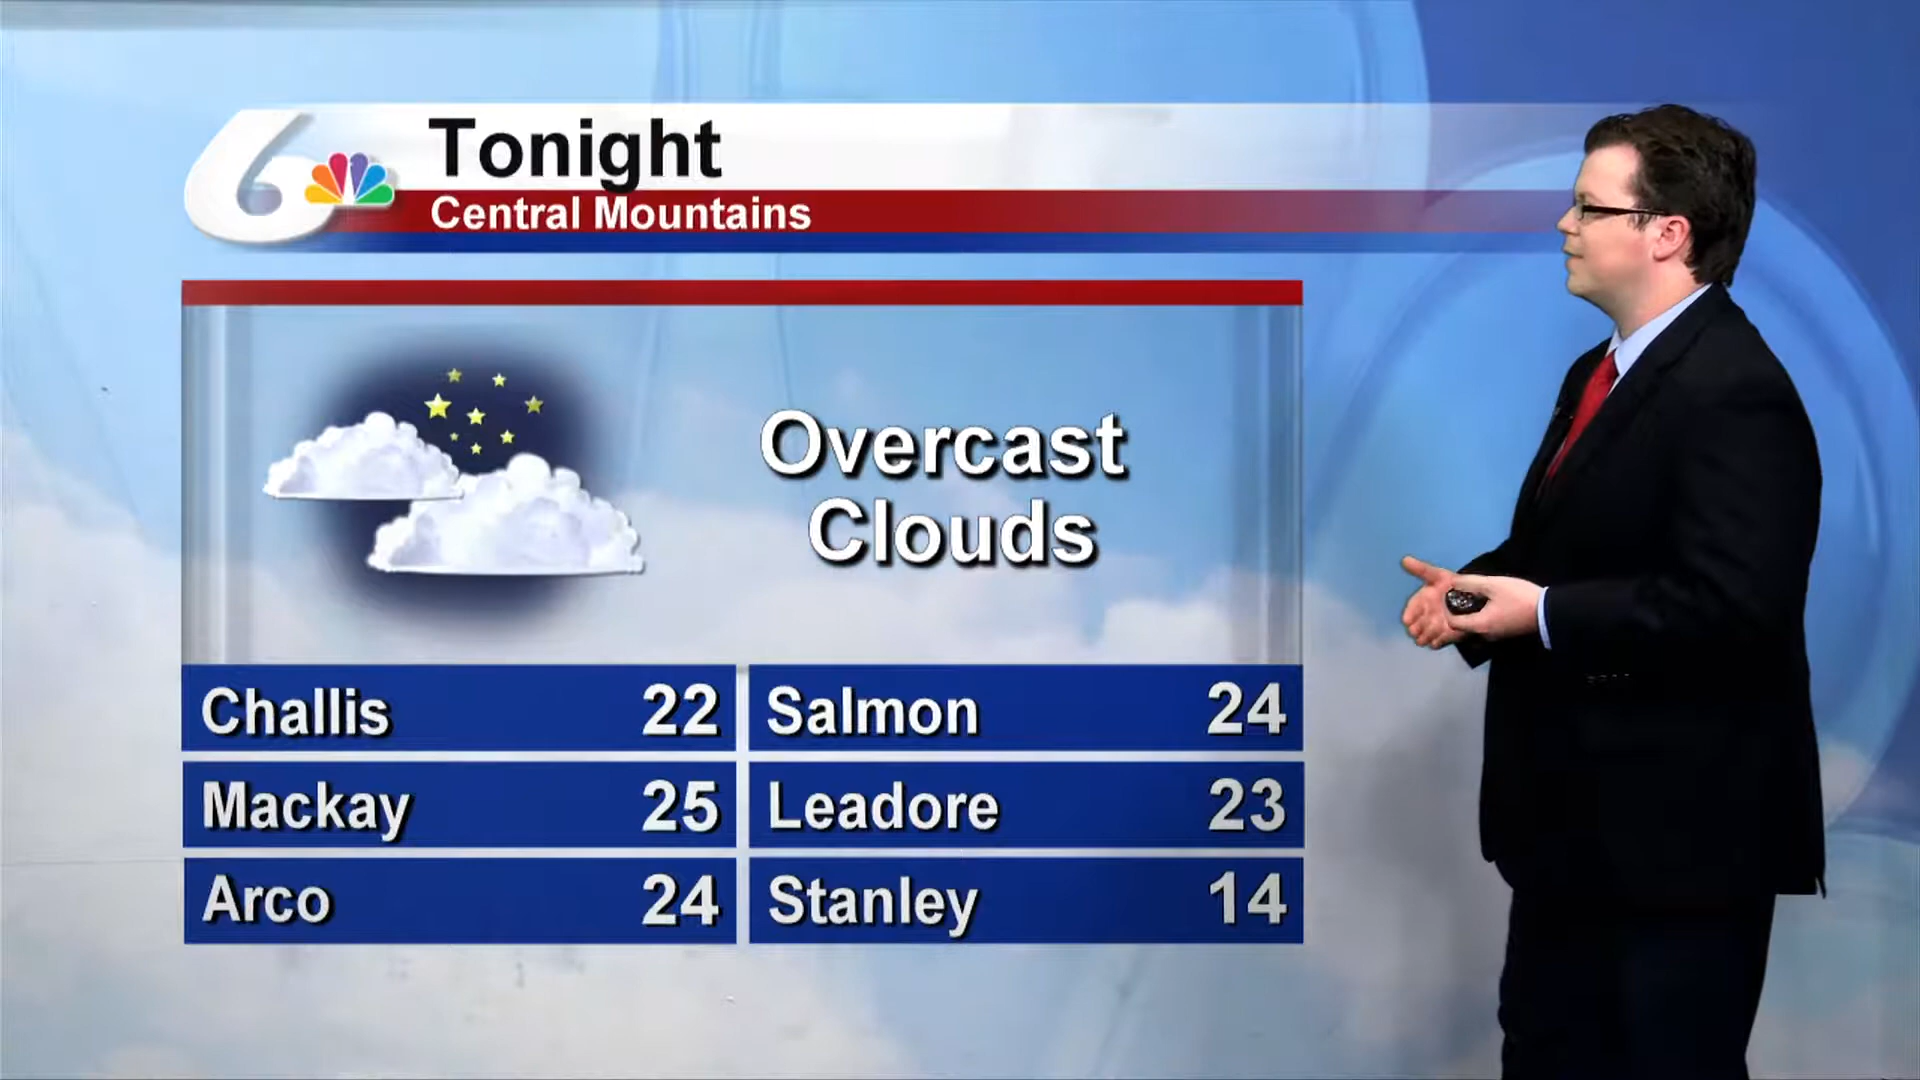 6
Tonight
Central Mountains
Overcast
Clouds
Challis 22 Salmon 24
Mackay 25 Leadore 23
Arco 24 Stanley 14